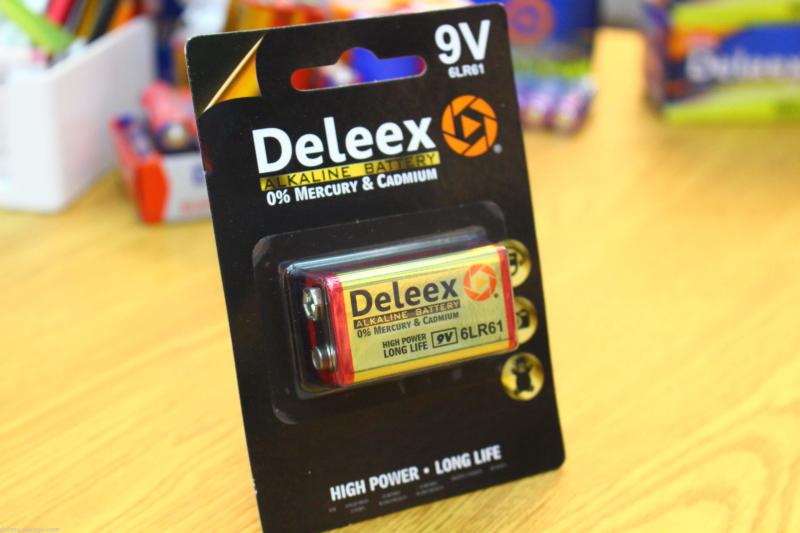 9V
6LR61
Deleex
ALKALINE BATTERY
0% MERCURY & CADMIUM
Deleex
ALKALINE BATTERY
0% MERCURY & CADMIUM
HIGH POWER
LONG LIFE
9V 6LR61
HIGH POWER • LONG LIFE
Deleex